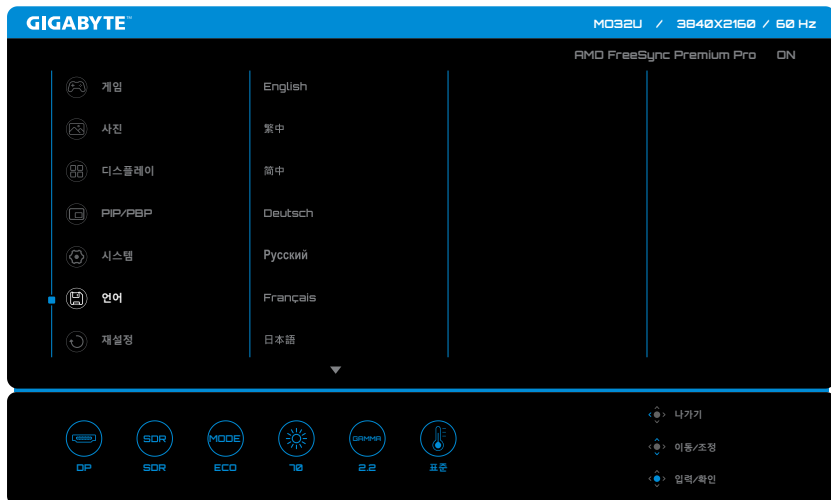 GIGABYTE™ MO32U / 3840X2160 / 60 Hz
AMD FreeSync Premium Pro ON
게임 English
사진 繁中
디스플레이 简中
PIP/PBP Deutsch
시스템 Русский
언어 Français
재설정 日本語
나가기
이동/조정
입력/확인
SDR MODE GAMMA
DP SDR ECO 70 2.2 표준